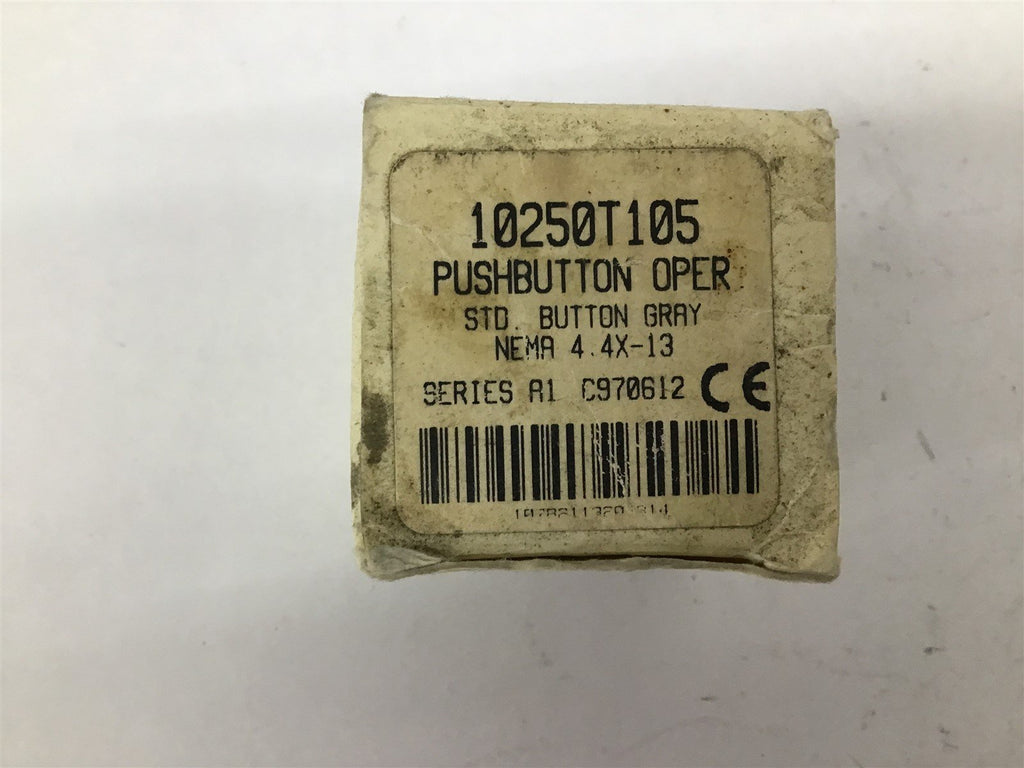 10250T105
PUSHBUTTON OPER
STD. BUTTON GRAY
NEMA 4.4X-13
SERIES A1 C970612 CE